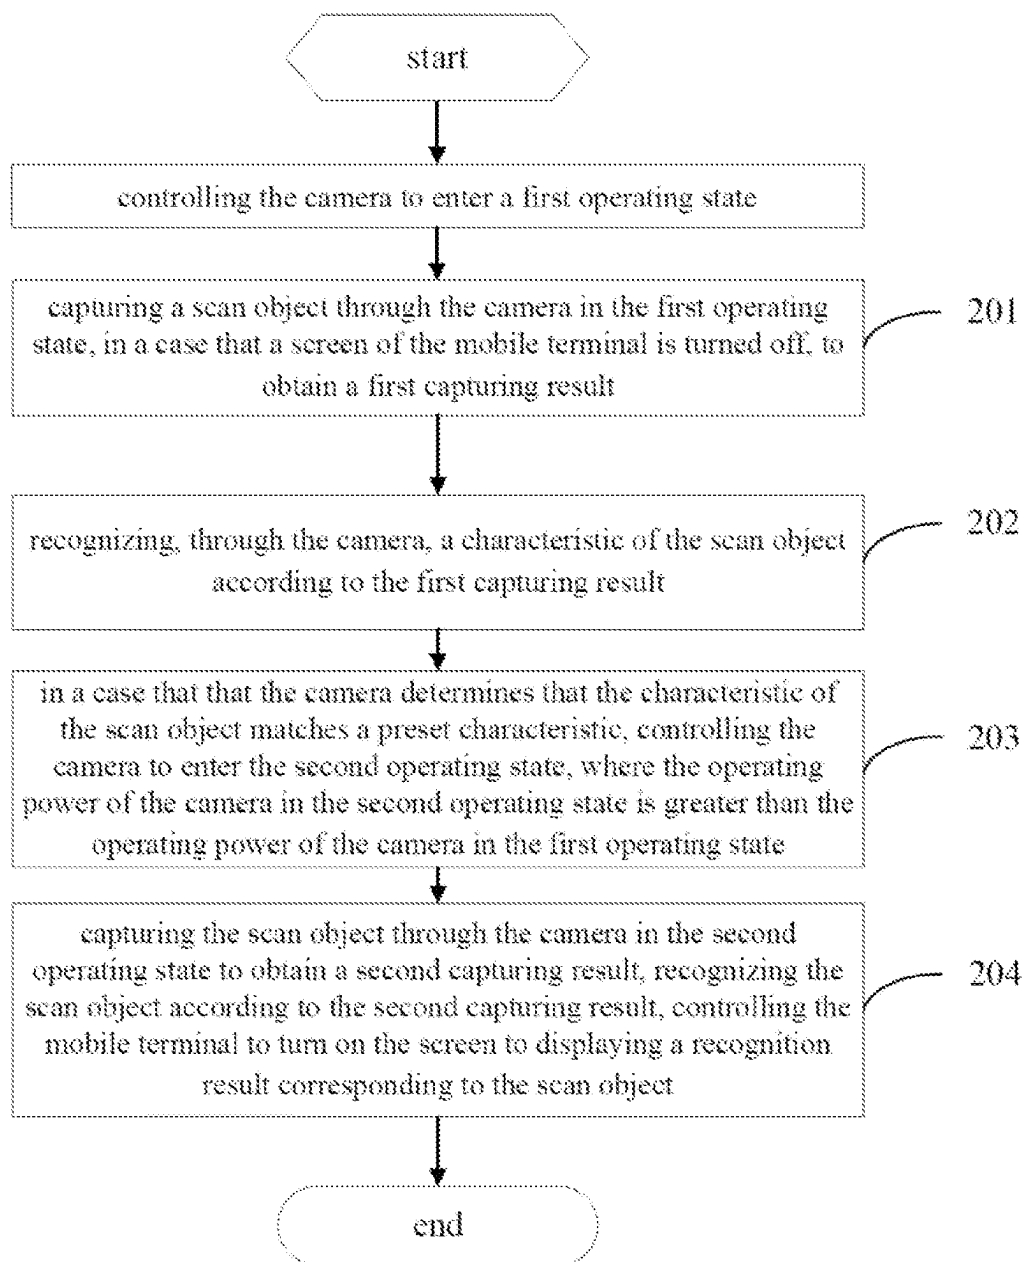 start
controlling the camera to enter a first operating state
capturing a scan object through the camera in the first operating
state, in a case that a screen of the mobile terminal is turned off, to
obtain a first capturing result
201
recognizing, through the camera, a characteristic of the scan object
according to the first capturing result
202
in a case that that the camera determines that the characteristic of
the scan object matches a preset characteristic, controlling the
camera to enter the second operating state, where the operating
power of the camera in the second operating state is greater than the
operating power of the camera in the first operating state
203
capturing the scan object through the camera in the second
operating state to obtain a second capturing result, recognizing the
scan object according to the second capturing result, controlling the
mobile terminal to turn on the screen to displaying a recognition
result corresponding to the scan object
204
end